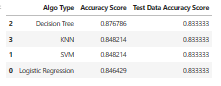 Algo Type Accuracy Score Test Data Accuracy Score
2 Decision Tree 0.876786 0.833333
3 KNN 0.848214 0.833333
1 SVM 0.848214 0.833333
0 Logistic Regression 0.846429 0.833333